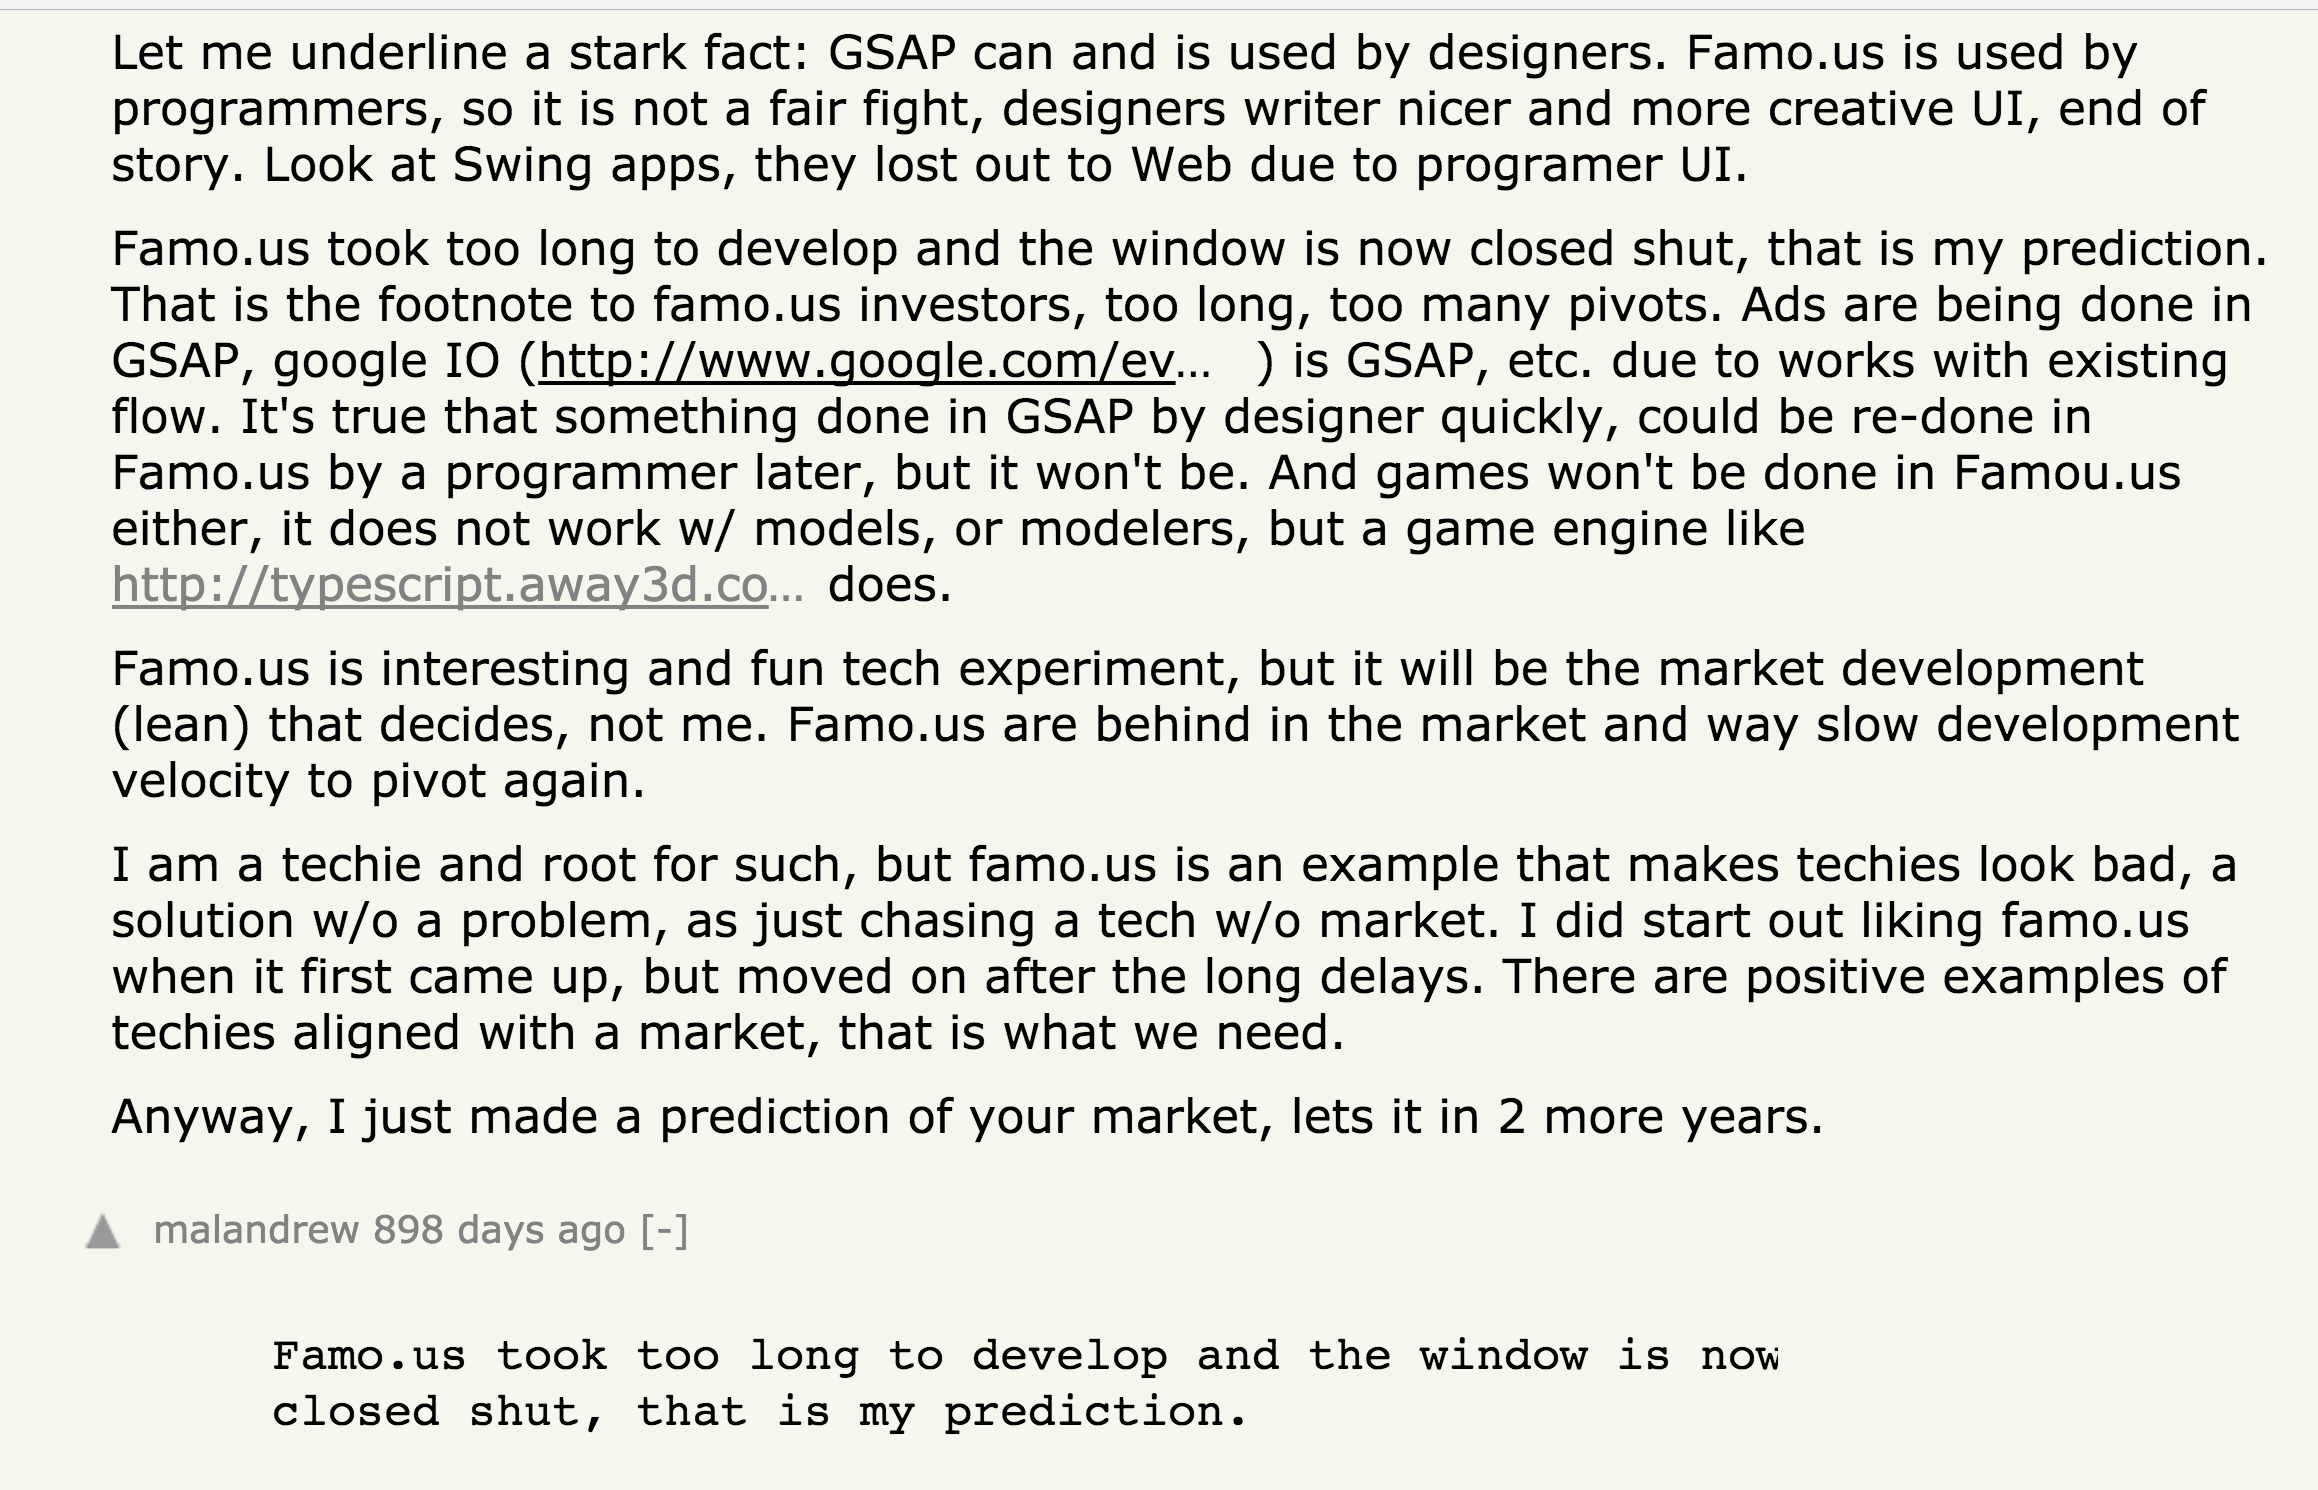 Let me underline a stark fact: GSAP can and is used by designers. Famo.us is used by
programmers, so it is not a fair fight, designers writer nicer and more creative UI, end of
story. Look at Swing apps, they lost out to Web due to programer UI.
Famo.us took too long to develop and the window is now closed shut, that is my prediction.
That is the footnote to famo.us investors, too long, too many pivots. Ads are being done in
GSAP, google IO (http://www.google.com/ev... ) is GSAP, etc. due to works with existing
flow. It's true that something done in GSAP by designer quickly, could be re-done in
Famo.us by a programmer later, but it won't be. And games won't be done in Famou.us
either, it does not work w/ models, or modelers, but a game engine like
http://typescript.away3d.co... does.
Famo.us is interesting and fun tech experiment, but it will be the market development
(lean) that decides, not me. Famo.us are behind in the market and way slow development
velocity to pivot again.
I am a techie and root for such, but famo.us is an example that makes techies look bad, a
solution w/o a problem, as just chasing a tech w/o market. I did start out liking famo.us
when it first came up, but moved on after the long delays. There are positive examples of
techies aligned with a market, that is what we need.
Anyway, I just made a prediction of your market, lets it in 2 more years.
malandrew 898 days ago [-]
Famo.us took too long to develop and the window is now
closed shut, that is my prediction.